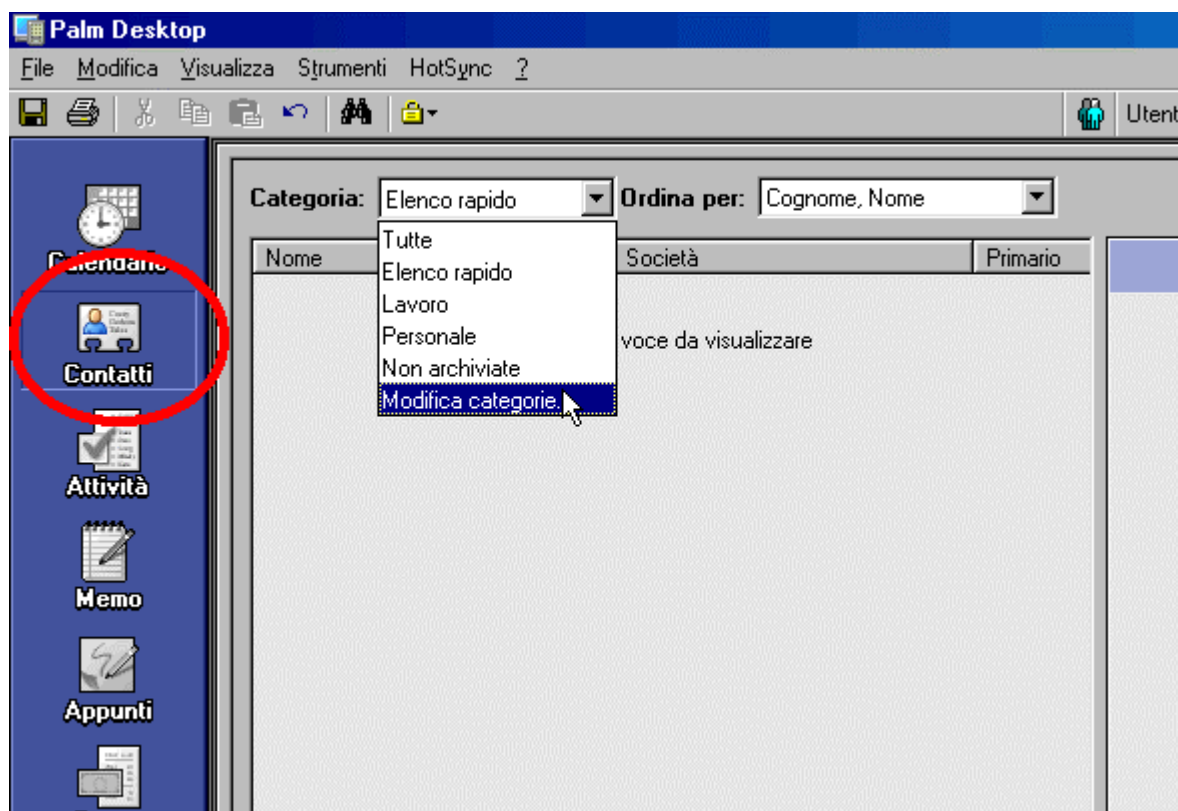 Palm Desktop
File Modifica Visualizza Strumenti HotSync ?
Utent
Categoria: Elenco rapido Ordina per: Cognome, Nome
Nome Società Primario
Tutte
Elenco rapido
Lavoro
Personale
Non archiviate
Modifica categorie.
voce da visualizzare
Calendario
Contatti
Attività
Memo
Appunti